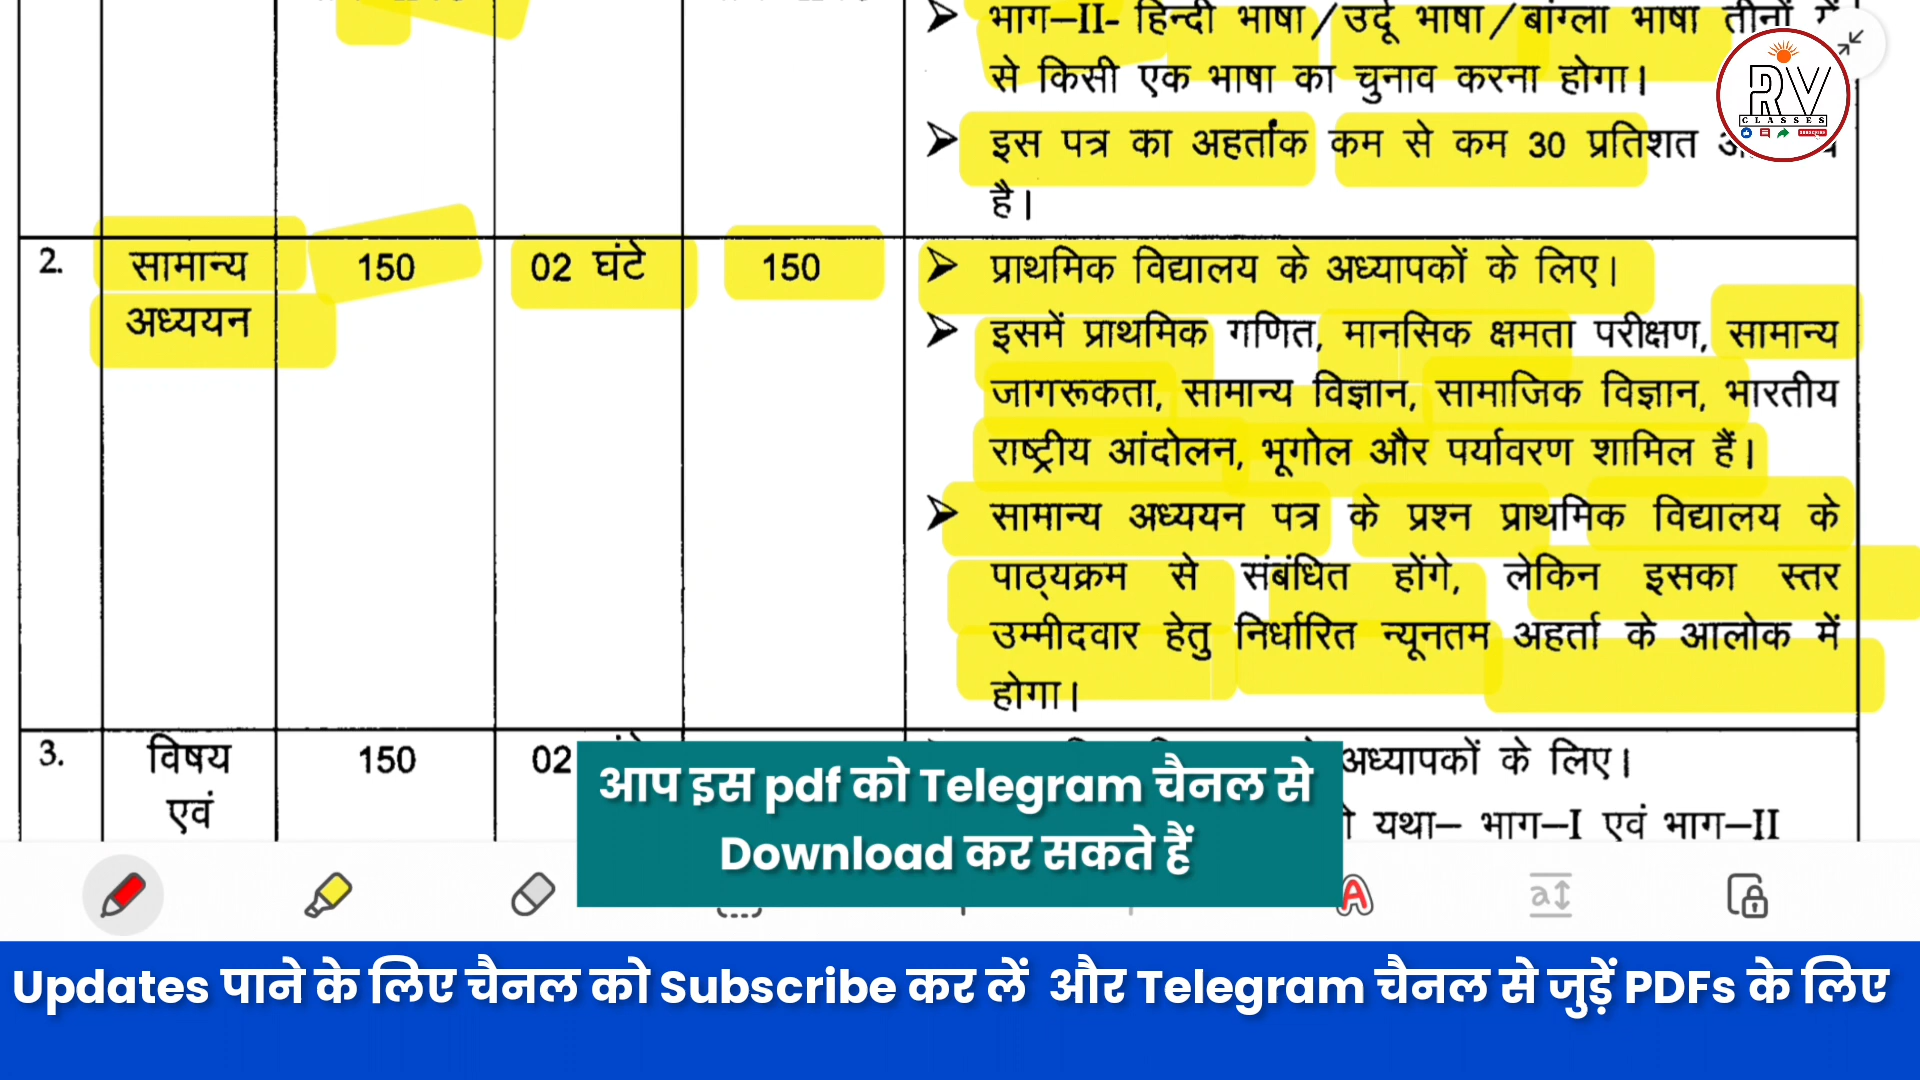 भाग—II- हिन्दी भाषा/उर्दू भाषा/बांग्ला भाषा तीनों में
से किसी एक भाषा का चुनाव करना होगा।
इस पत्र का अहर्तांक कम से कम 30 प्रतिशत
है।
RV
CLASSES
2. सामान्य अध्ययन 150 02 घंटे 150
प्राथमिक विद्यालय के अध्यापकों के लिए।
इसमें प्राथमिक गणित, मानसिक क्षमता परीक्षण, सामान्य
जागरूकता, सामान्य विज्ञान, सामाजिक विज्ञान, भारतीय
राष्ट्रीय आंदोलन, भूगोल और पर्यावरण शामिल हैं।
सामान्य अध्ययन पत्र के प्रश्न प्राथमिक विद्यालय के
पाठ्यक्रम से संबंधित होंगे, लेकिन इसका स्तर
उम्मीदवार हेतु निर्धारित न्यूनतम अहर्ता के आलोक में
होगा।
3. विषय एवं 150 02
अध्यापकों के लिए।
यथा— भाग—I एवं भाग—II
आप इस pdf को Telegram चैनल से
Download कर सकते हैं
A
a
Updates पाने के लिए चैनल को Subscribe कर लें और Telegram चैनल से जुड़ें PDFs के लिए